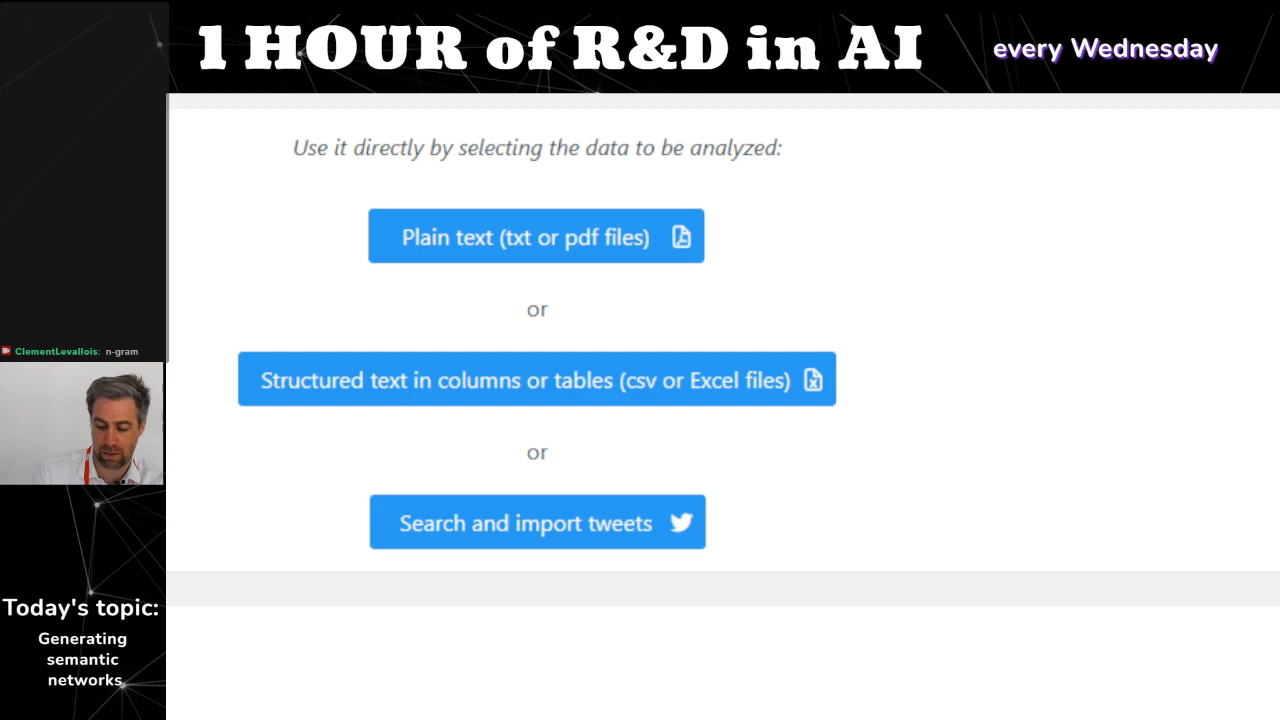 1 HOUR of R&D in AI
every Wednesday
Use it directly by selecting the data to be analyzed:
Plain text (txt or pdf files)
or
Structured text in columns or tables (csv or Excel files)
or
Search and import tweets
ClementLevallois: n-gram
Today's topic:
Generating
semantic
networks